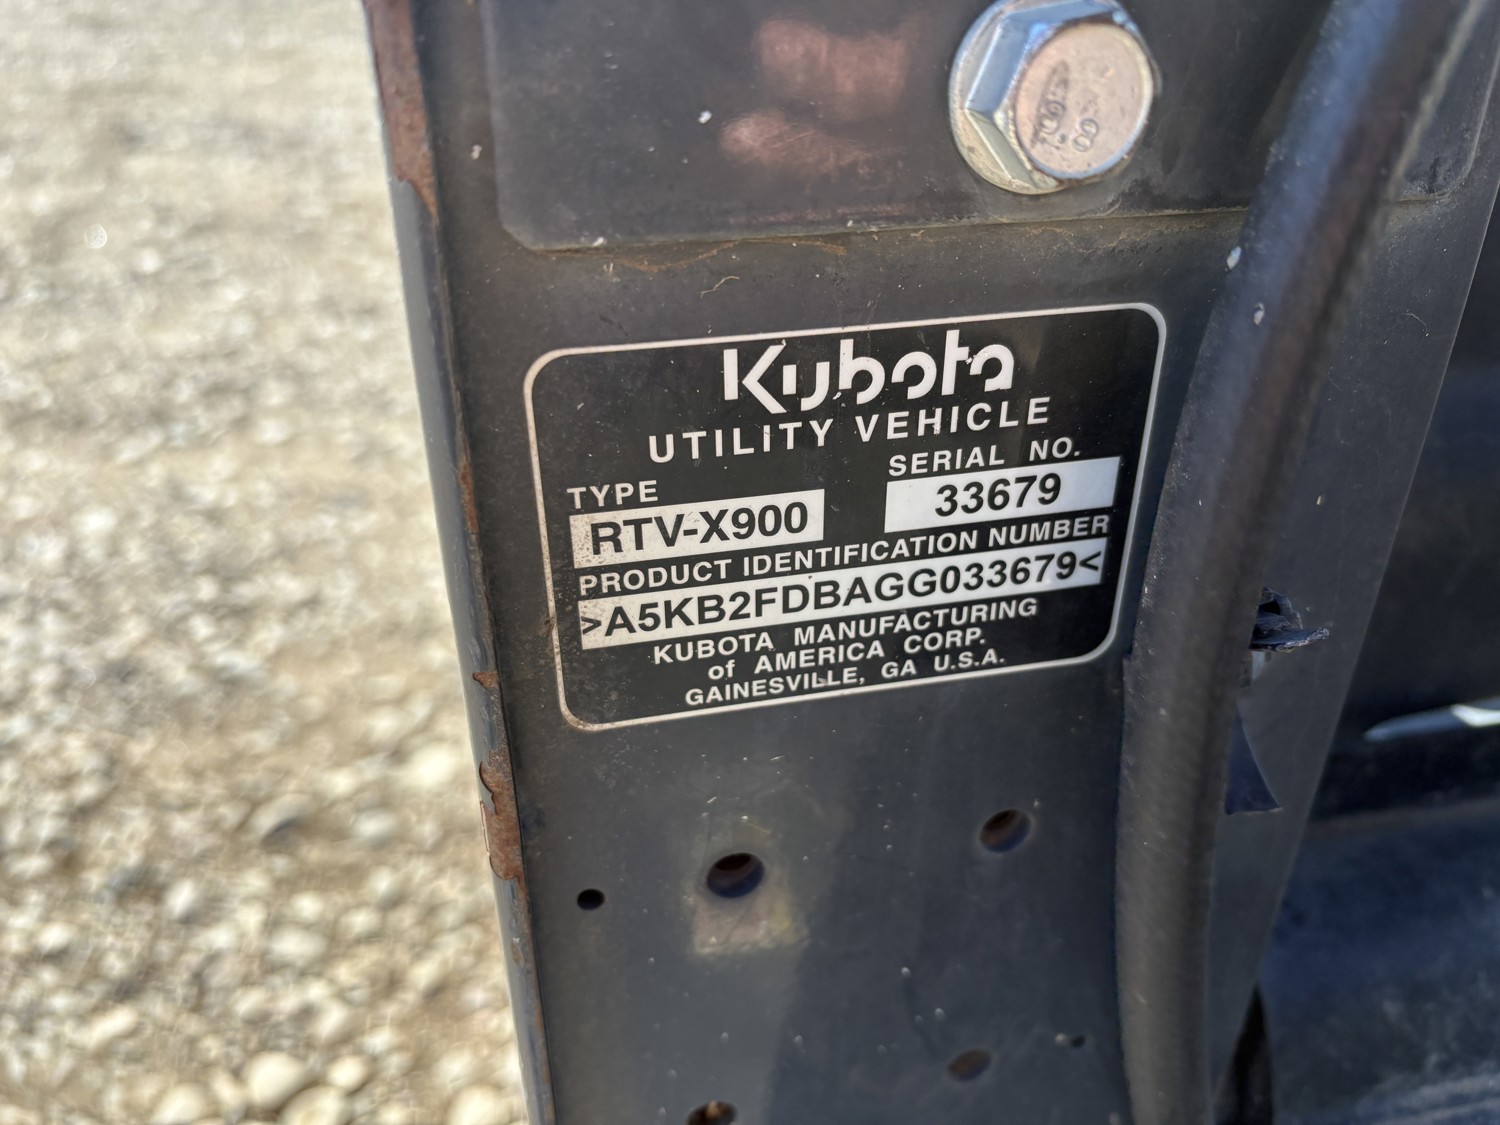 Kubota
UTILITY VEHICLE
TYPE
SERIAL NO.
RTV-X900
33679
PRODUCT IDENTIFICATION NUMBER
>A5KB2FDBAGG033679<
KUBOTA MANUFACTURING
of AMERICA CORP.
GAINESVILLE, GA U.S.A.